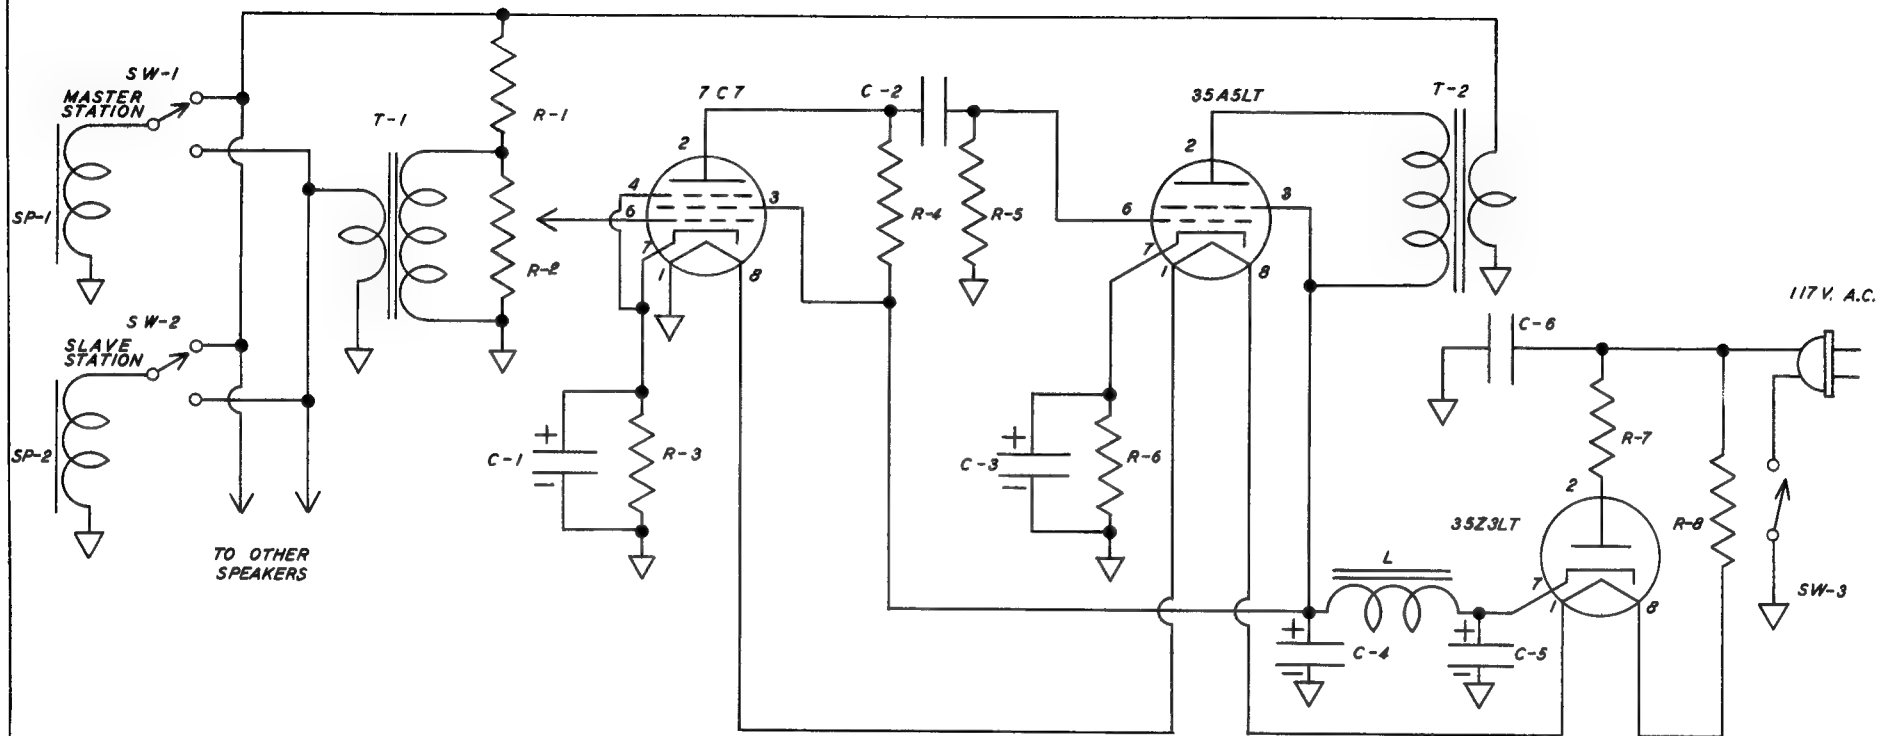 SW-1
MASTER
STATION
SP-1
SW-2
SLAVE
STATION
SP-2
TO OTHER
SPEAKERS
T-1
R-1
R-2
7C7
2
4
6
3
7
1
8
C-1
+
-
R-3
C-2
R-4
R-5
35A5LT
2
6
3
7
1
8
C-3
+
-
R-6
T-2
117V. A.C.
C-6
R-7
2
35Z3LT
7
1
8
R-8
SW-3
L
+
-
C-4
+
-
C-5